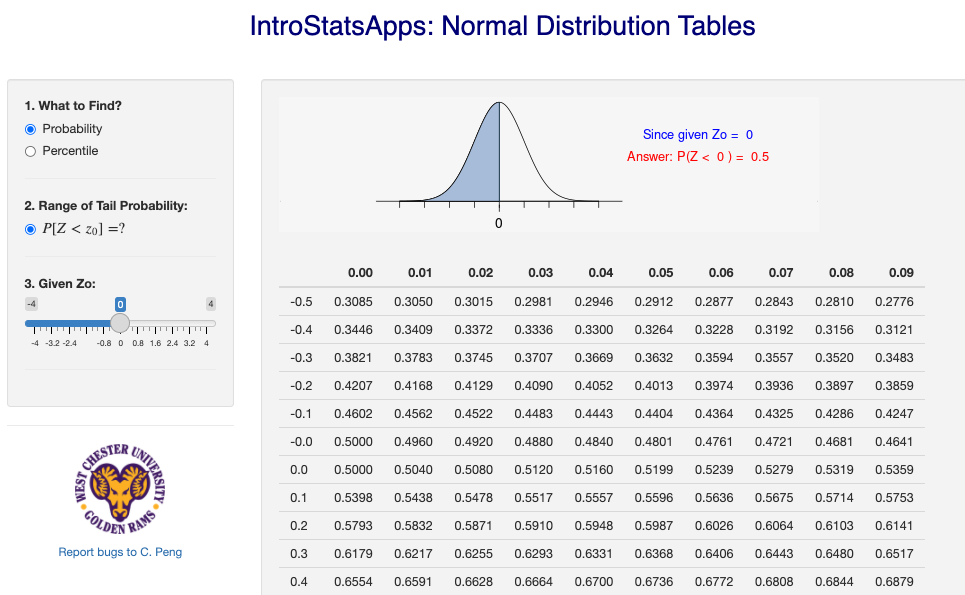 IntroStatsApps: Normal Distribution Tables
1. What to Find?
Probability
Percentile
2. Range of Tail Probability:
P[Z < z₀] =?
3. Given Zo:
-4 0 4
-4 -3.2 -2.4 -0.8 0 0.8 1.6 2.4 3.2 4
WEST CHESTER UNIVERSITY
GOLDEN RAMS
Report bugs to C. Peng
Since given Zo = 0
Answer: P(Z < 0 ) = 0.5
0
0.00 0.01 0.02 0.03 0.04 0.05 0.06 0.07 0.08 0.09
-0.5 0.3085 0.3050 0.3015 0.2981 0.2946 0.2912 0.2877 0.2843 0.2810 0.2776
-0.4 0.3446 0.3409 0.3372 0.3336 0.3300 0.3264 0.3228 0.3192 0.3156 0.3121
-0.3 0.3821 0.3783 0.3745 0.3707 0.3669 0.3632 0.3594 0.3557 0.3520 0.3483
-0.2 0.4207 0.4168 0.4129 0.4090 0.4052 0.4013 0.3974 0.3936 0.3897 0.3859
-0.1 0.4602 0.4562 0.4522 0.4483 0.4443 0.4404 0.4364 0.4325 0.4286 0.4247
-0.0 0.5000 0.4960 0.4920 0.4880 0.4840 0.4801 0.4761 0.4721 0.4681 0.4641
0.0 0.5000 0.5040 0.5080 0.5120 0.5160 0.5199 0.5239 0.5279 0.5319 0.5359
0.1 0.5398 0.5438 0.5478 0.5517 0.5557 0.5596 0.5636 0.5675 0.5714 0.5753
0.2 0.5793 0.5832 0.5871 0.5910 0.5948 0.5987 0.6026 0.6064 0.6103 0.6141
0.3 0.6179 0.6217 0.6255 0.6293 0.6331 0.6368 0.6406 0.6443 0.6480 0.6517
0.4 0.6554 0.6591 0.6628 0.6664 0.6700 0.6736 0.6772 0.6808 0.6844 0.6879